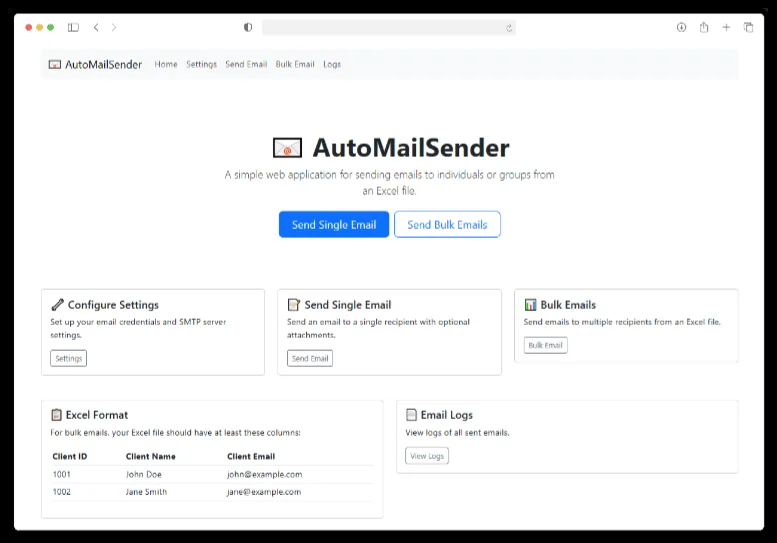 AutoMailSender Home Settings Send Email Bulk Email Logs
AutoMailSender
A simple web application for sending emails to individuals or groups from
an Excel file.
Send Single Email Send Bulk Emails
Configure Settings
Set up your email credentials and SMTP server
settings.
Settings
Send Single Email
Send an email to a single recipient with optional
attachments.
Send Email
Bulk Emails
Send emails to multiple recipients from an Excel file.
Bulk Email
Excel Format
For bulk emails, your Excel file should have at least these columns:
Client ID Client Name Client Email
1001 John Doe john@example.com
1002 Jane Smith jane@example.com
Email Logs
View logs of all sent emails.
View Logs